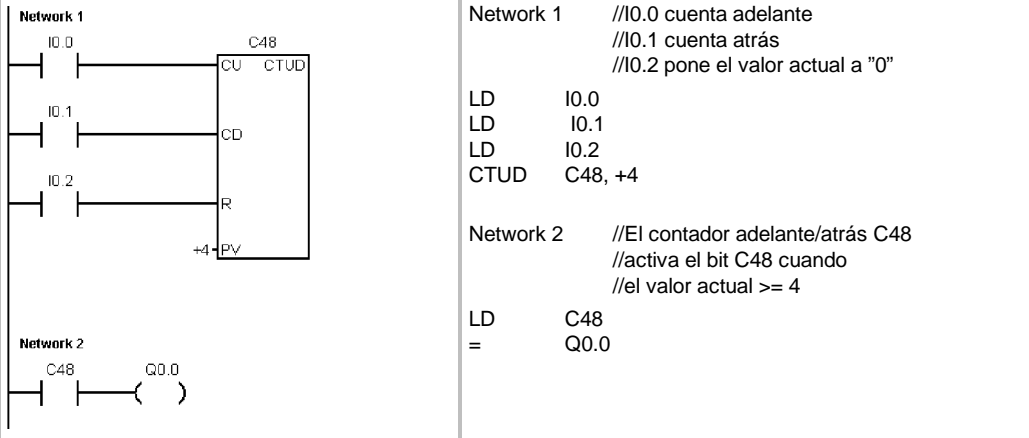 Network 1
I0.0
C48
CU CTUD
I0.1
CD
I0.2
R
+4 PV
Network 2
C48 Q0.0
Network 1 //I0.0 cuenta adelante
//I0.1 cuenta atrás
//I0.2 pone el valor actual a ”0”
LD I0.0
LD I0.1
LD I0.2
CTUD C48, +4
Network 2 //El contador adelante/atrás C48
//activa el bit C48 cuando
//el valor actual >= 4
LD C48
= Q0.0